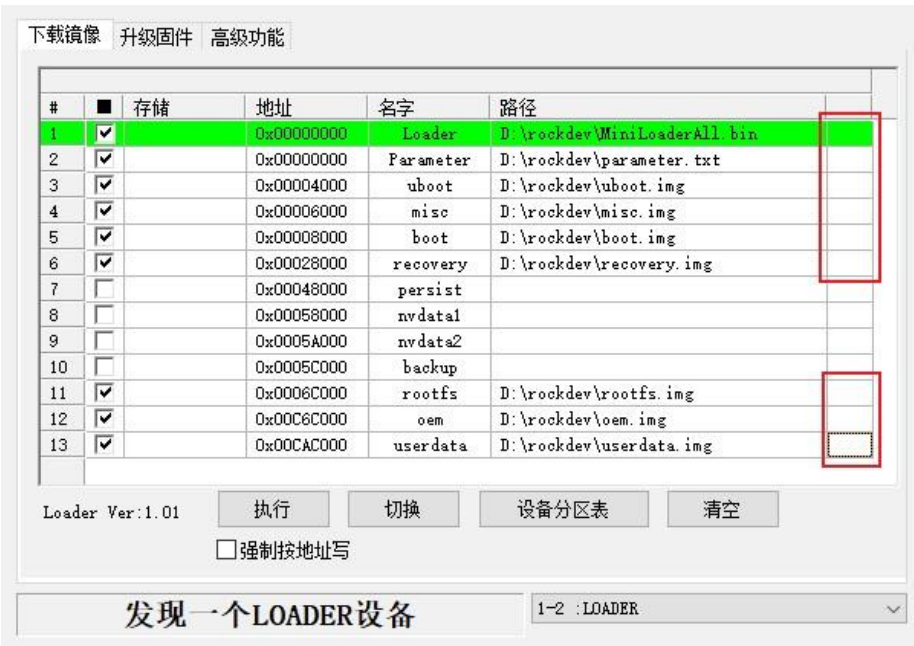 下载镜像 升级固件 高级功能
# 存储 地址 名字 路径
1 0x00000000 Loader D:\rockdev\MiniLoaderAll.bin
2 0x00000000 Parameter D:\rockdev\parameter.txt
3 0x00004000 uboot D:\rockdev\uboot.img
4 0x00006000 misc D:\rockdev\misc.img
5 0x00008000 boot D:\rockdev\boot.img
6 0x00028000 recovery D:\rockdev\recovery.img
7 0x00048000 persist
8 0x00058000 nvdata1
9 0x0005A000 nvdata2
10 0x0005C000 backup
11 0x0006C000 rootfs D:\rockdev\rootfs.img
12 0x00C6C000 oem D:\rockdev\oem.img
13 0x00CAC000 userdata D:\rockdev\userdata.img
Loader Ver:1.01 执行 切换 设备分区表 清空
强制按地址写
发现一个LOADER设备 1-2 :LOADER